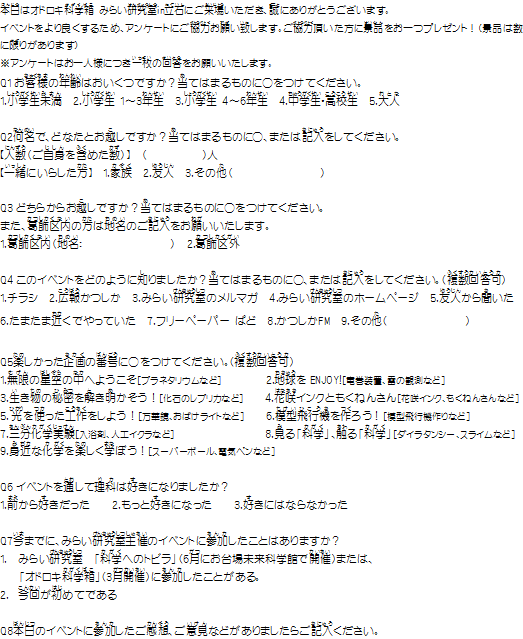 本日はオドロキ科学箱 みらい研究室in立石にご来場いただき、誠にありがとうございます。
イベントをより良くするため、アンケートにご協力お願い致します。ご協力頂いた方に景品をお一つプレゼント！（景品は数
に限りがあります）
※アンケートはお一人様につき一枚の回答をお願いいたします。
Q1お客様の年齢はおいくつですか？当てはまるものに○をつけてください。
1.小学生未満 2.小学生 1～3年生 3.小学生 4～6年生 4.中学生・高校生 5.大人
Q2何名で、どなたとお越しですか？当てはまるものに○、または記入をしてください。
【人数（ご自身を含めた数）】 （ ）人
【一緒にいらした方】 1.家族 2.友人 3.その他（ ）
Q3 どちらからお越しですか？当てはまるものに○をつけてください。
また、葛飾区内の方は地名のご記入をお願いいたします。
1.葛飾区内（地名: ） 2.葛飾区外
Q4 このイベントをどのように知りましたか？当てはまるものに○、または記入をしてください。（複数回答可）
1.チラシ 2.広報かつしか 3.みらい研究室のメルマガ 4.みらい研究室のホームページ 5.友人から聞いた
6.たまたま近くでやっていた 7.フリーペーパー ぱど 8.かつしかFM 9.その他（ ）
Q5楽しかった企画の番号に○をつけてください。（複数回答可）
1.無限の星空の中へようこそ[プラネタリウムなど] 2.地球を ENJOY![竜巻装置、雲の観測など]
3.生き物の秘密を解き明かそう！[化石のレプリカなど] 4.花咲インクともくねんさん[花咲インク、もくねんさんなど]
5.光を使った工作をしよう！[万華鏡、おばけライトなど] 6.模型飛行機を作ろう！[模型飛行機作りなど]
7.三分化学実験[入浴剤、人工イクラなど] 8.見る「科学」、触る「科学」[ダイラタンシー、スライムなど]
9.身近な化学を楽しく学ぼう！[スーパーボール、電気ペンなど]
Q6 イベントを通して理科は好きになりましたか？
1.前から好きだった 2.もっと好きになった 3.好きにはならなかった
Q7今までに、みらい研究室主催のイベントに参加したことはありますか？
1. みらい研究室 「科学へのトビラ」（6月にお台場未来科学館で開催）または、
「オドロキ科学箱」（3月開催）に参加したことがある。
2. 今回が初めてである
Q8本日のイベントに参加したご感想、ご意見などがありましたらご記入ください。